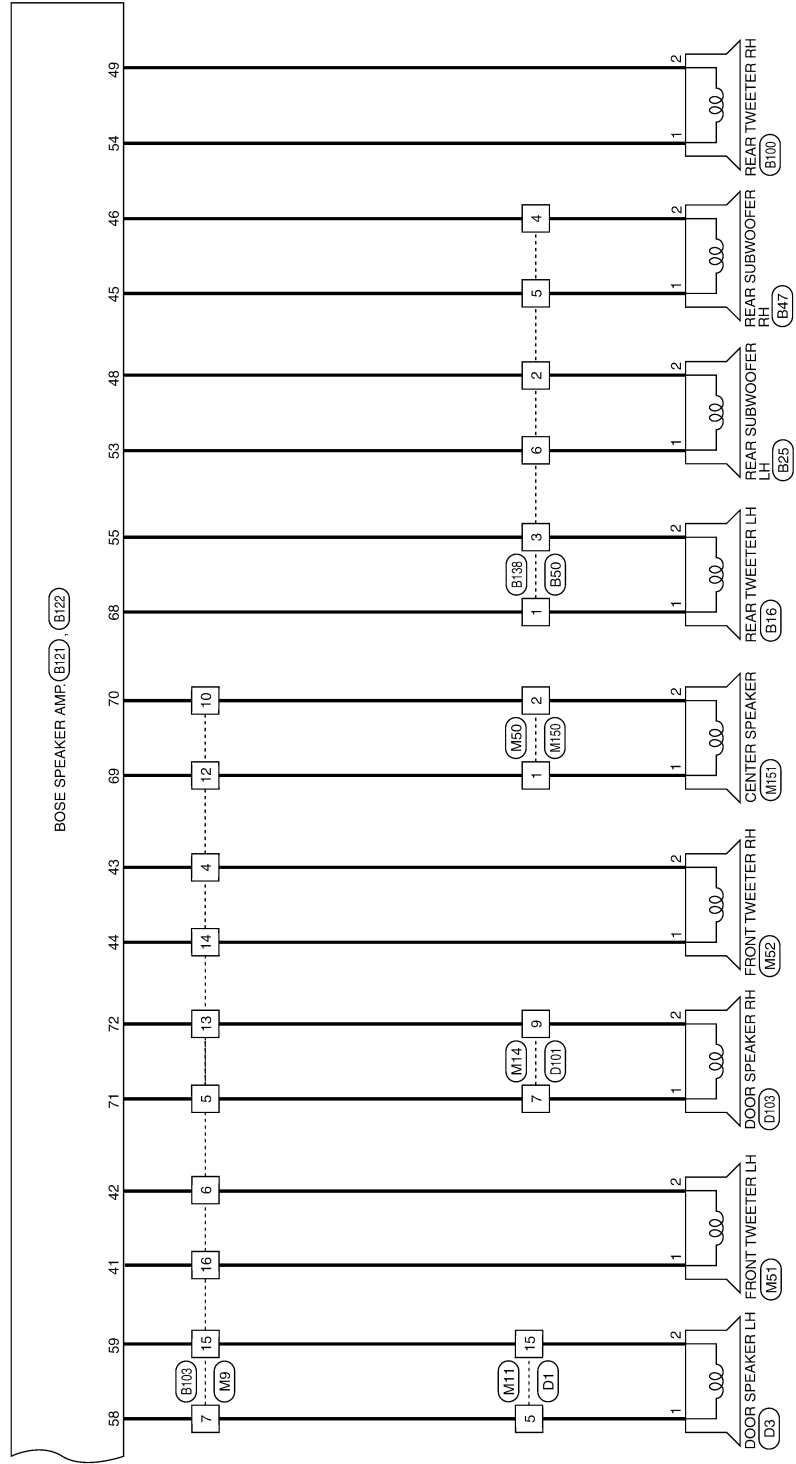 BOSE SPEAKER AMP. B121 , B122
58 59 41 42 71 72 44 43 69 70 68 55 53 48 45 46 54 49
B103
7 15 16 6 5 13 14 4 12 10
M9
M11 M14 M50 B138
5 15 7 9 1 2 1 3 6 2 5 4
D1 D101 M150 B50
1 2 1 2 1 2 1 2 1 2 1 2 1 2 1 2 1 2
DOOR SPEAKER LH
D3
FRONT TWEETER LH
M51
DOOR SPEAKER RH
D103
FRONT TWEETER RH
M52
CENTER SPEAKER
M151
REAR TWEETER LH
B16
REAR SUBWOOFER
LH
B25
REAR SUBWOOFER
RH
B47
REAR TWEETER RH
B100